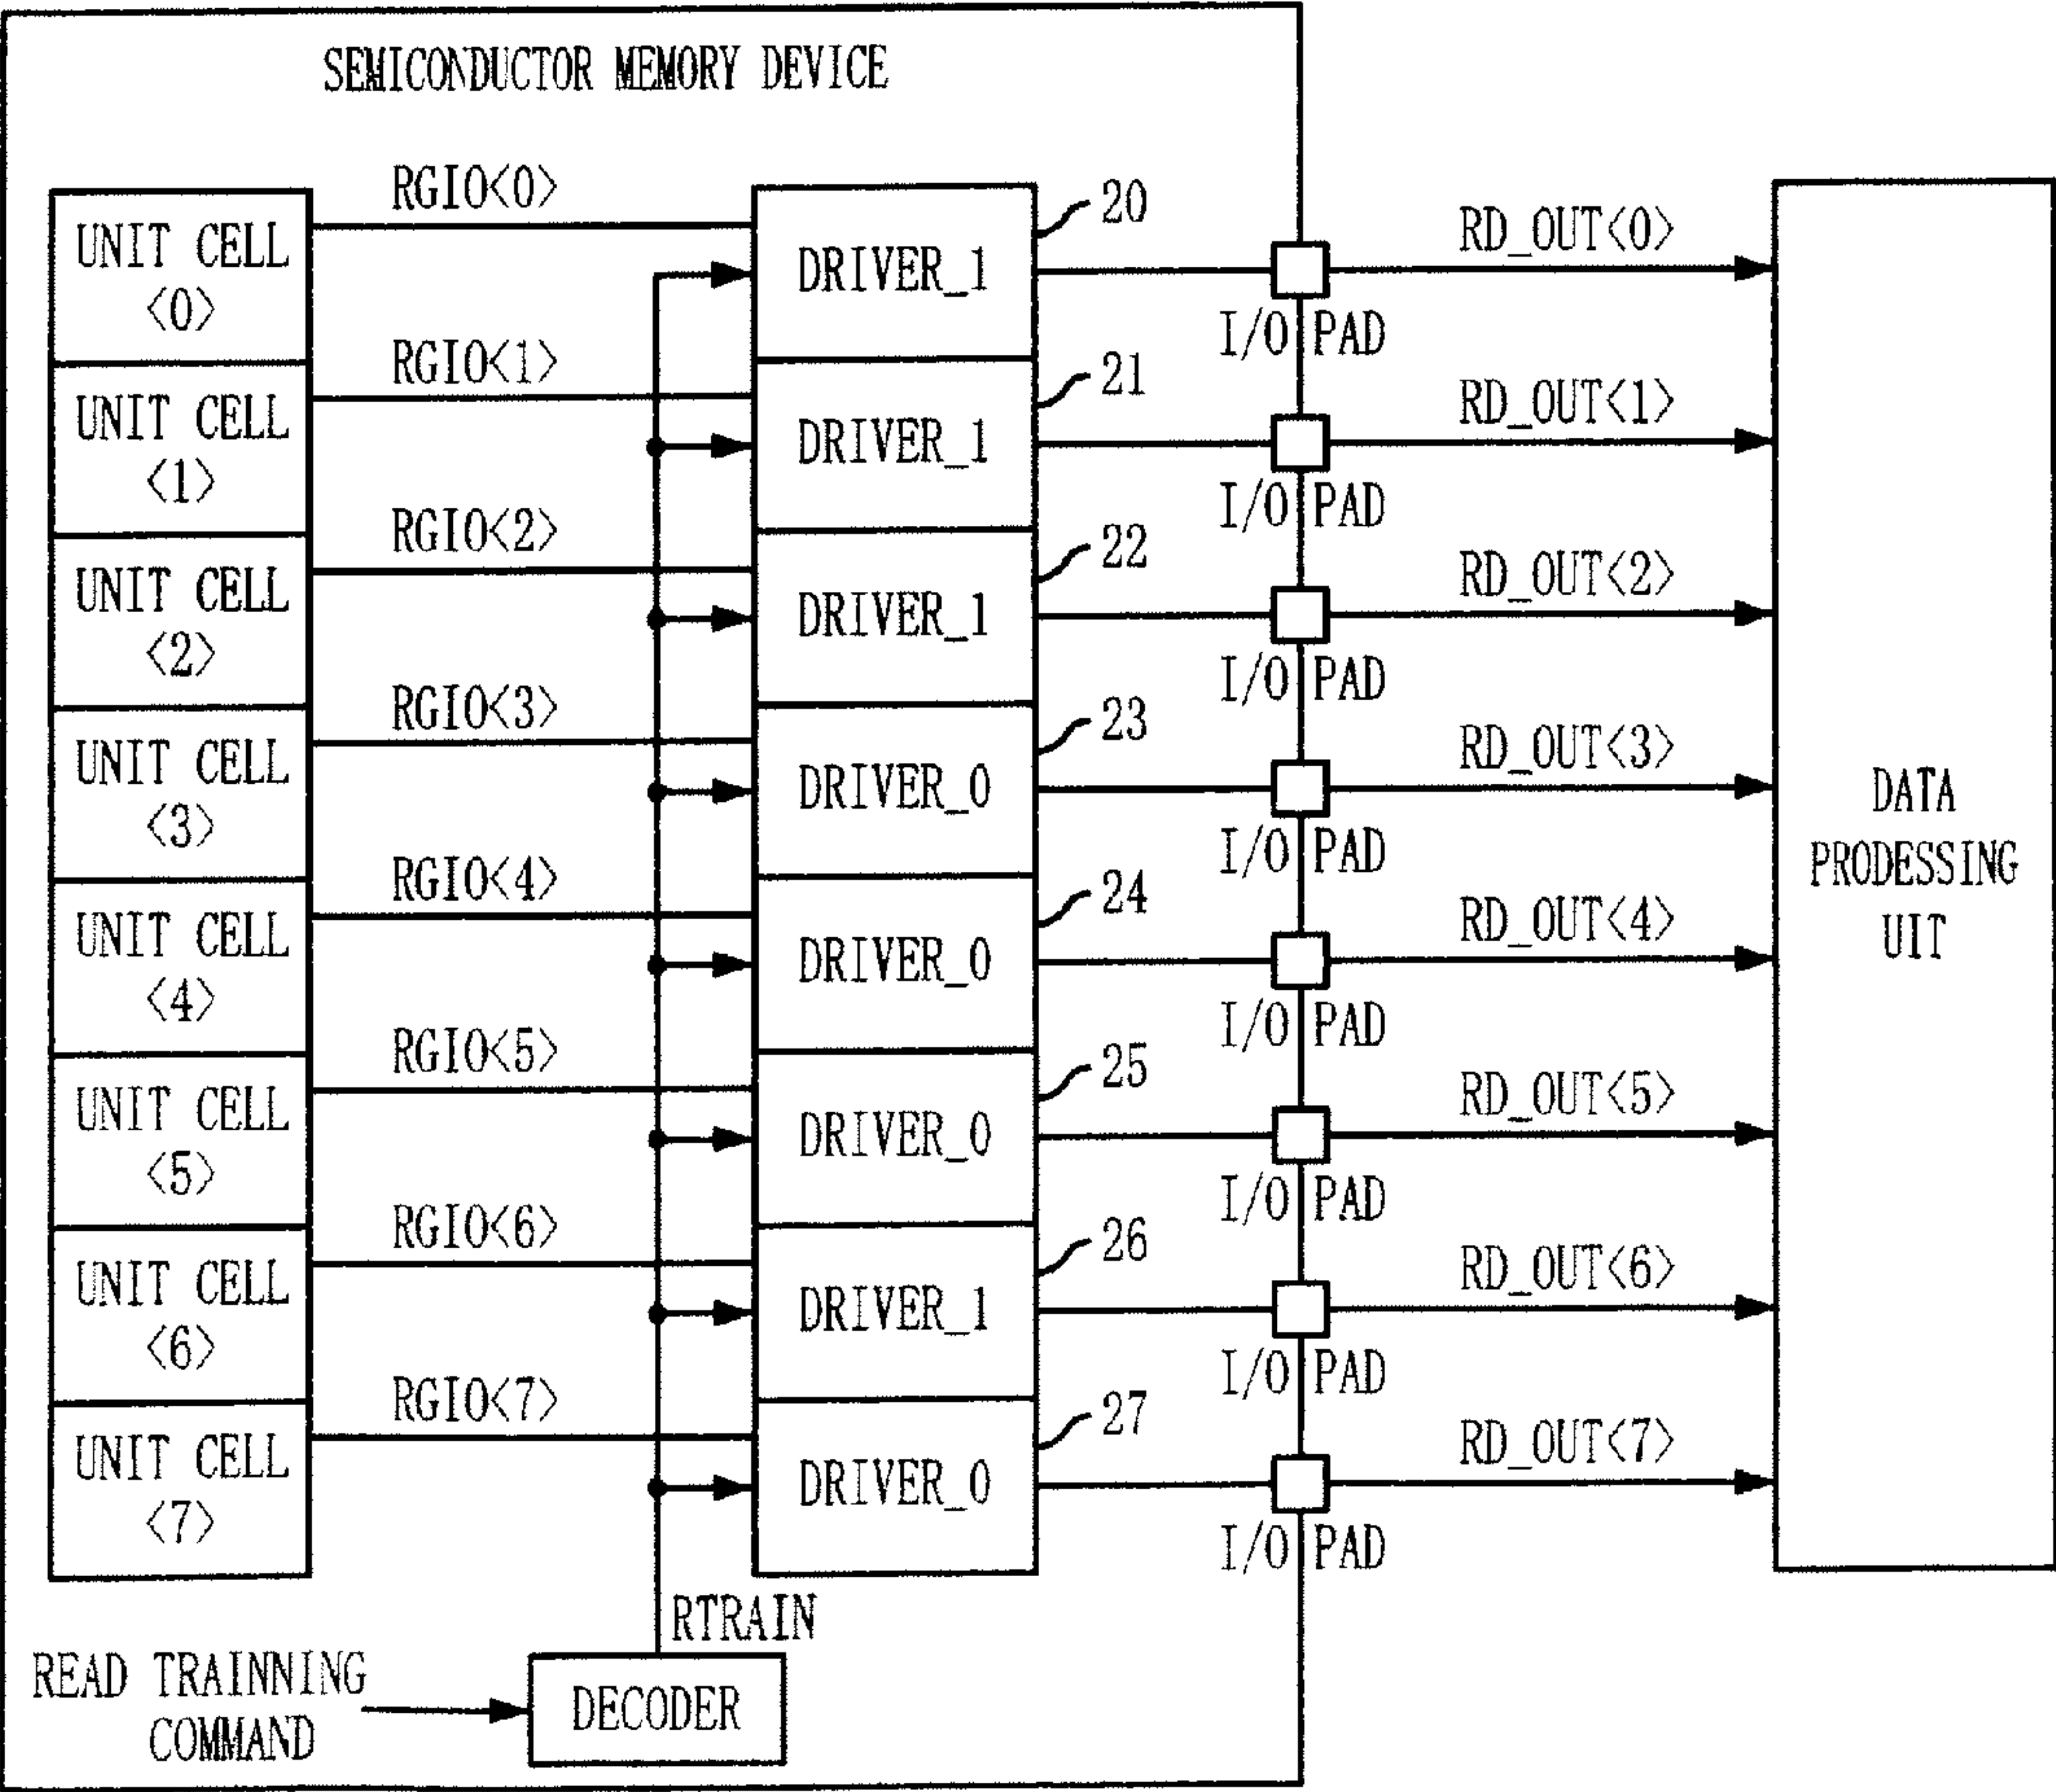 SEMICONDUCTOR MEMORY DEVICE
UNIT CELL
<0>
RGIO<0>
DRIVER_1
20
I/O PAD
RD_OUT<0>
UNIT CELL
<1>
RGIO<1>
DRIVER_1
21
I/O PAD
RD_OUT<1>
UNIT CELL
<2>
RGIO<2>
DRIVER_1
22
I/O PAD
RD_OUT<2>
UNIT CELL
<3>
RGIO<3>
DRIVER_0
23
I/O PAD
RD_OUT<3>
UNIT CELL
<4>
RGIO<4>
DRIVER_0
24
I/O PAD
RD_OUT<4>
UNIT CELL
<5>
RGIO<5>
DRIVER_0
25
I/O PAD
RD_OUT<5>
UNIT CELL
<6>
RGIO<6>
DRIVER_1
26
I/O PAD
RD_OUT<6>
UNIT CELL
<7>
RGIO<7>
DRIVER_0
27
I/O PAD
RD_OUT<7>
DATA
PRODESSING
UIT
RTRAIN
READ TRAINNING
COMMAND
DECODER